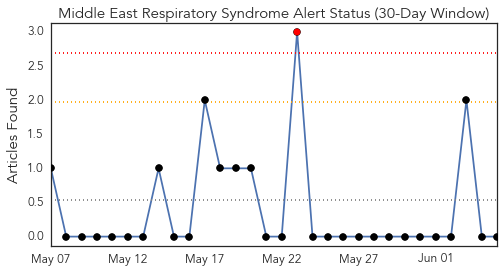 Middle East Respiratory Syndrome Alert Status (30-Day Window)
Articles Found
3.0
2.5
2.0
1.5
1.0
0.5
0.0
May 07 May 12 May 17 May 22 May 27 Jun 01